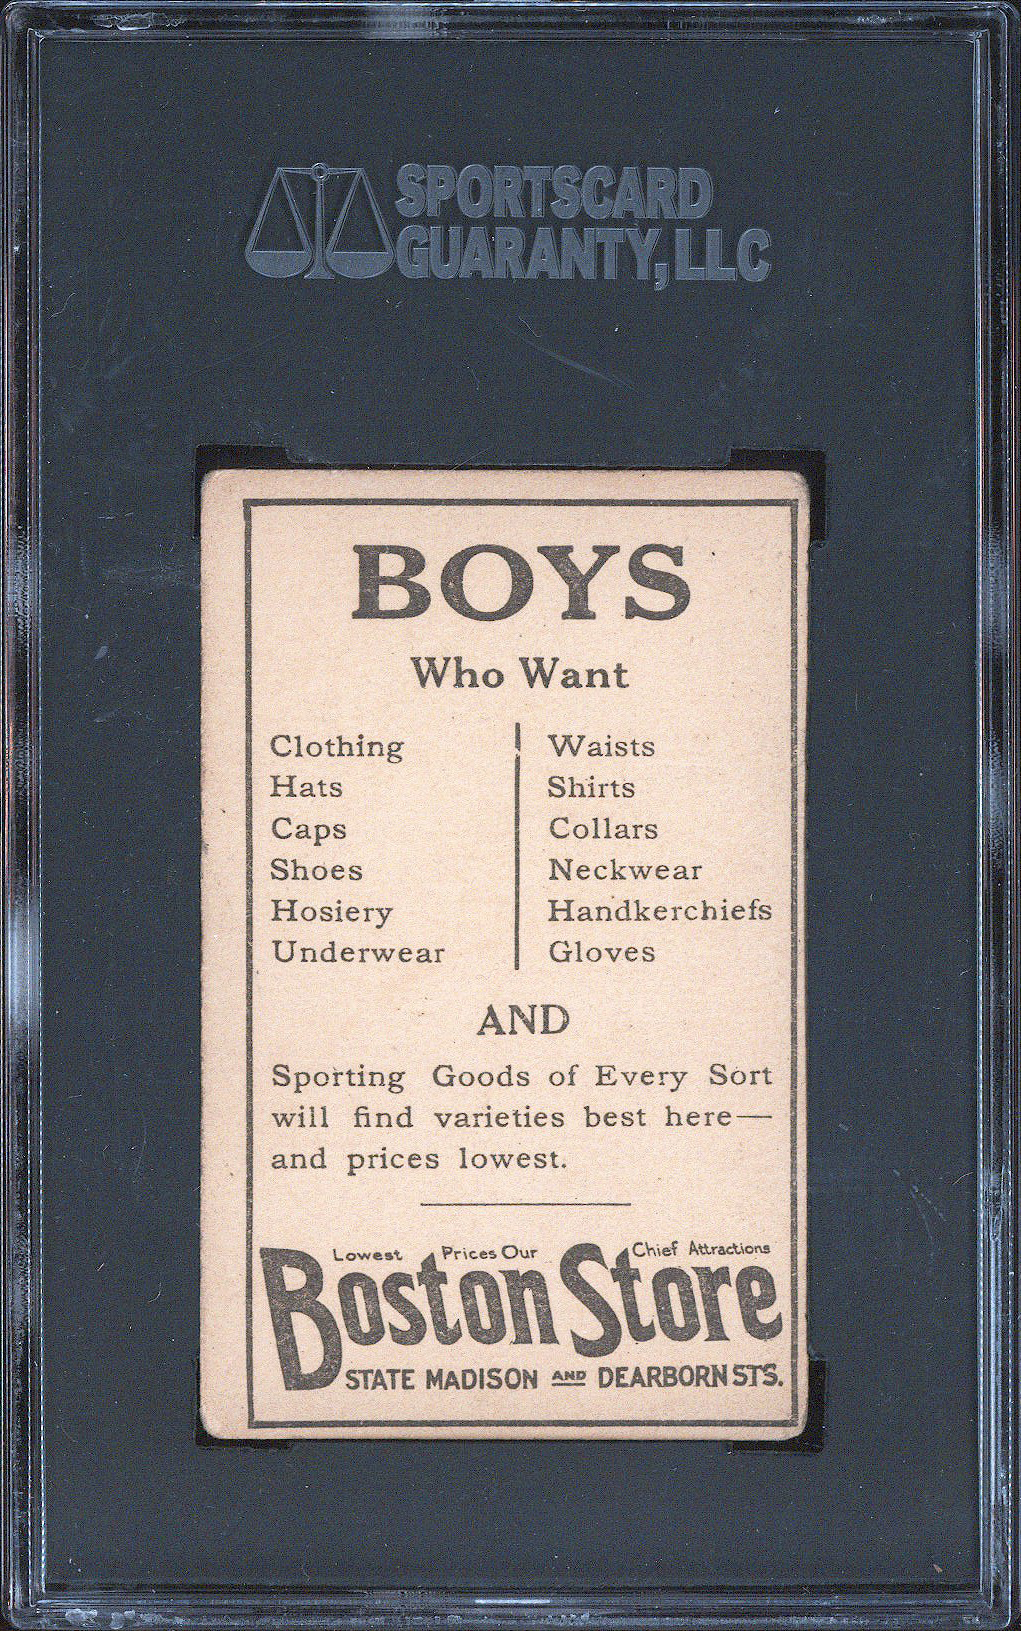 SPORTSCARD
GUARANTY, LLC
BOYS
Who Want
Clothing
Hats
Caps
Shoes
Hosiery
Underwear
Waists
Shirts
Collars
Neckwear
Handkerchiefs
Gloves
AND
Sporting Goods of Every Sort
will find varieties best here—
and prices lowest.
Lowest Prices Our Chief Attractions
Boston Store
STATE MADISON AND DEARBORN STS.